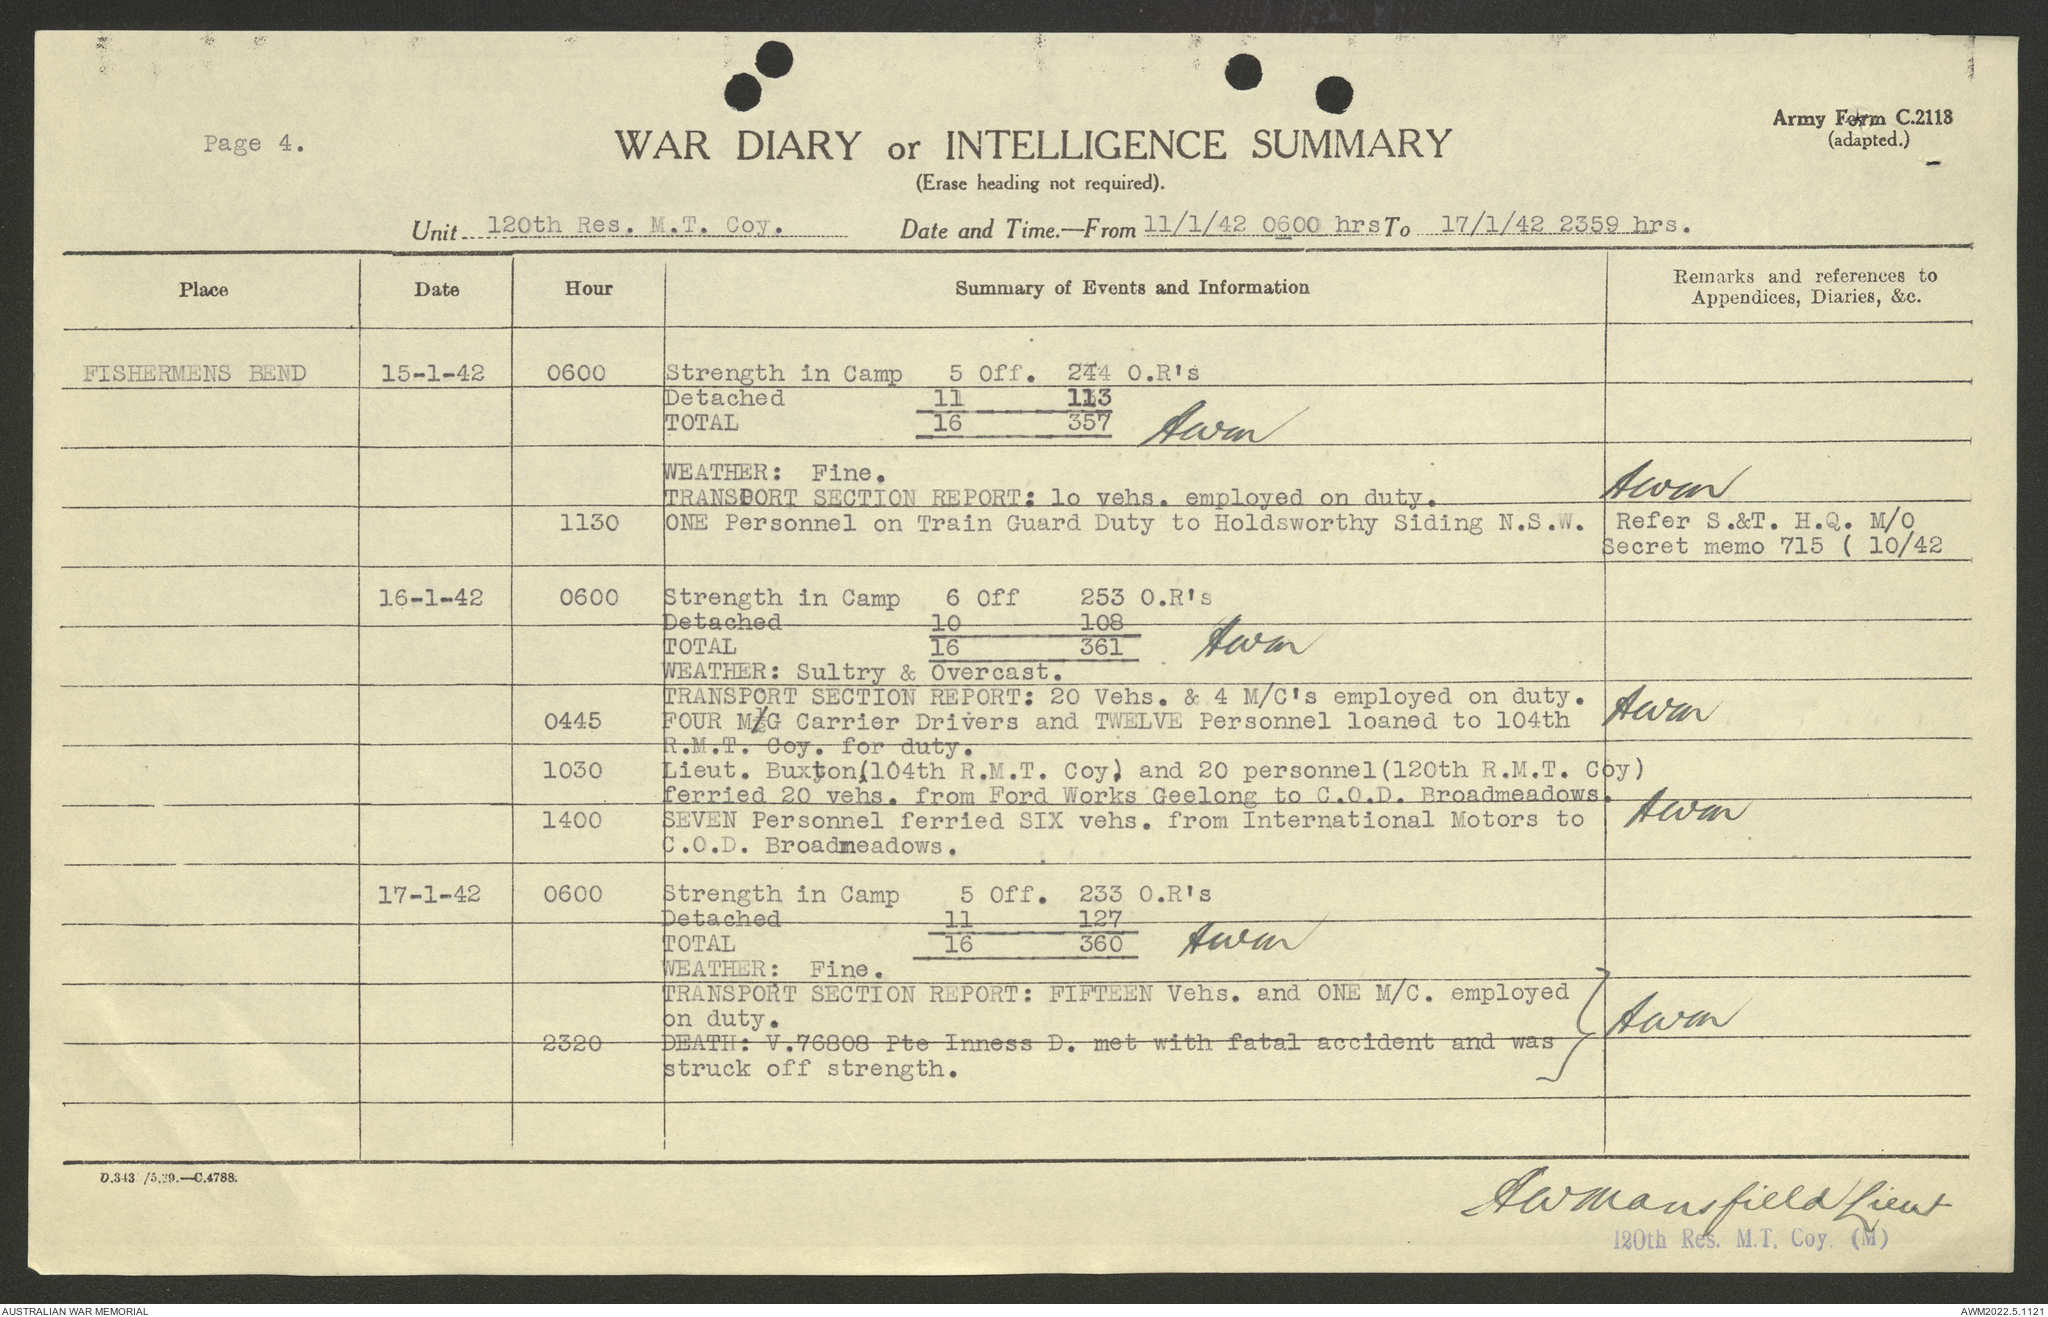 Page 4.
WAR DIARY or INTELLIGENCE SUMMARY
(Erase heading not required).
Army Form C.2118
(adapted.)
Unit 120th Res. M.T. Coy. Date and Time.—From 11/1/42 0600 hrs To 17/1/42 2359 hrs.
Place Date Hour Summary of Events and Information Remarks and references to
Appendices, Diaries, &c.
FISHERMENS BEND 15-1-42 0600 Strength in Camp 5 Off. 244 O.R's
Detached 11 113
TOTAL 16 357 AWM
WEATHER: Fine.
TRANSPORT SECTION REPORT: 1o vehs. employed on duty. AWM
1130 ONE Personnel on Train Guard Duty to Holdsworthy Siding N.S.W. Refer S.&T. H.Q. M/O
Secret memo 715 ( 10/42
16-1-42 0600 Strength in Camp 6 Off 253 O.R's
Detached 10 108
TOTAL 16 361 AWM
WEATHER: Sultry & Overcast.
TRANSPORT SECTION REPORT: 20 Vehs. & 4 M/C's employed on duty.
0445 FOUR M/G Carrier Drivers and TWELVE Personnel loaned to 104th AWM
R.M.T. Coy. for duty.
1030 Lieut. Buxton(104th R.M.T. Coy) and 20 personnel(120th R.M.T. Coy)
ferried 20 vehs. from Ford Works Geelong to C.O.D. Broadmeadows.
1400 SEVEN Personnel ferried SIX vehs. from International Motors to AWM
C.O.D. Broadmeadows.
17-1-42 0600 Strength in Camp 5 Off. 233 O.R's
Detached 11 127
TOTAL 16 360 AWM
WEATHER: Fine.
TRANSPORT SECTION REPORT: FIFTEEN Vehs. and ONE M/C. employed
on duty. AWM
2320 DEATH: V.76808 Pte Inness D. met with fatal accident and was
struck off strength.
D.343 /5.39.—C.4788.
AWMansfield Lieut
120th Res. M.T. Coy. (M)
AUSTRALIAN WAR MEMORIAL AWM2022.5.1121